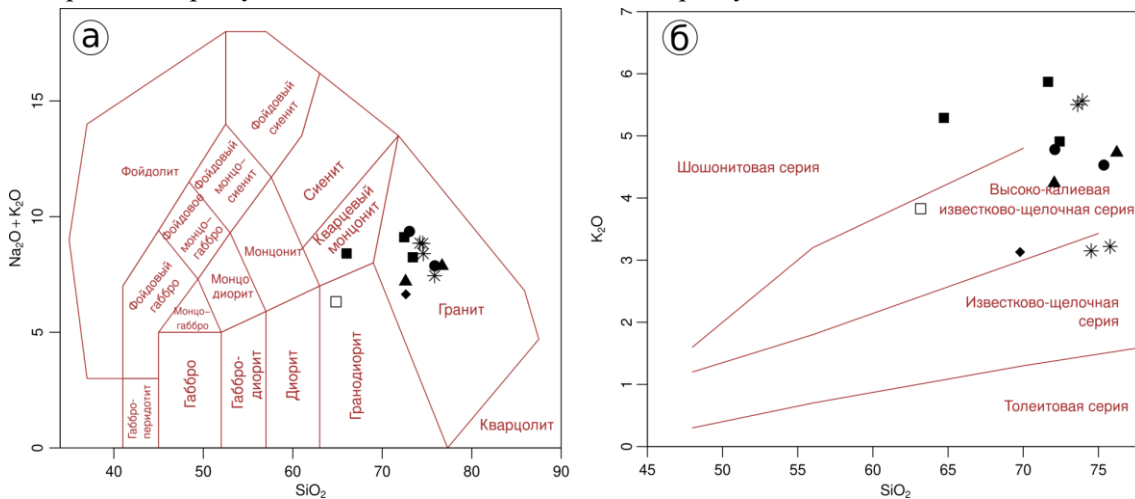 а
Na₂O + K₂O
0
5
10
15
Фойдолит
Фойдовый
сиенит
Фойдовый
монцо–
сиенит
Фойдовое
монцо–
габбро
Фойдовый
габбро
Сиенит
Кварцевый
монцонит
Монцонит
Монцо
диорит
Монцо–
габбро
Гранит
Габбро-
перидотит
Габбро
Габбро-
диорит
Диорит
Гранодиорит
Кварцолит
40
50
60
70
80
90
SiO₂
б
K₂O
0
1
2
3
4
5
6
7
Шошонитовая серия
Высоко-калиевая
известково-щелочная серия
Известково-щелочная
серия
Толеитовая серия
45
50
55
60
65
70
75
SiO₂